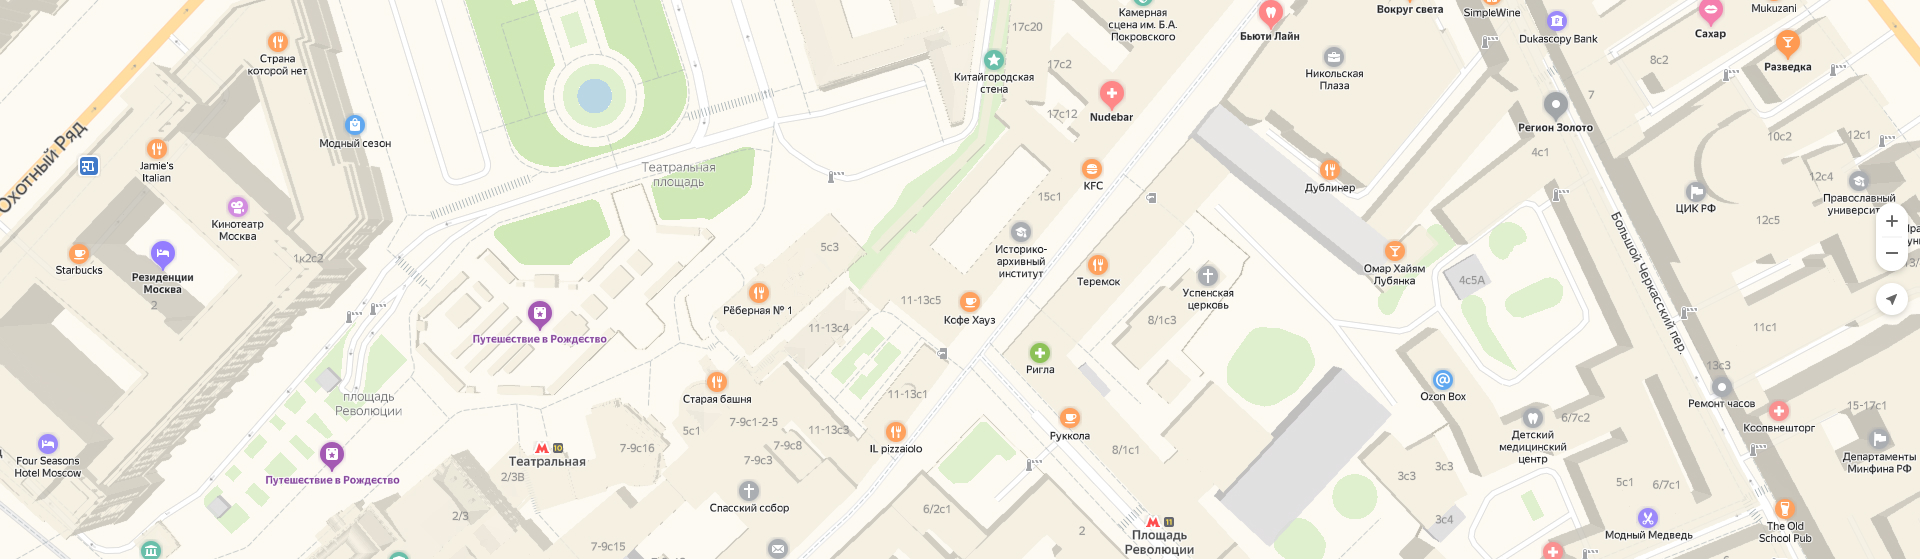 Страна
которой нет
Модный сезон
Охотный Ряд
Jamie's
Italian
Кинотеатр
Москва
Starbucks
Резиденции
Москва
2
1к2с2
Four Seasons
Hotel Moscow
площадь
Революции
Путешествие в Рождество
Путешествие в Рождество
Театральная
площадь
Китайгородская
стена
Камерная
сцена им. Б.А.
Покровского
17с20
17с2
17с12
Nudebar
Бьюти Лайн
KFC
15с1
Историко-
архивный
институт
5с3
Рёберная № 1
11-13с5
11-13с4
Кофе Хауз
Старая башня
5с1
7-9с1-2-5
7-9с16
7-9с8
7-9с3
11-13с3
11-13с1
IL pizzaiolo
10
Театральная
2/3В
2/3
Спасский собор
7-9с15
6/2с1
2
Теремок
Успенская
церковь
8/1с3
Ригла
Руккола
8/1с1
11
Площадь
Революции
Вокруг света
SimpleWine
Dukascopy Bank
Никольская
Плаза
Дублинер
Омар Хайям
Лубянка
4с5А
4с1
7
Регион Золото
Сахар
Mukuzani
8с2
Разведка
10с2
12с1
12с4
12с5
ЦИК РФ
Православный
университ
Большой Черкасский пер.
11с1
13с3
Ремонт часов
Ozon Box
6/7с2
Детский
медицинский
центр
3с3
3с3
3с4
5с1
6/7с1
Модный Медведь
The Old
School Pub
Ксопвнешторг
15-17с1
Департаменты
Минфина РФ